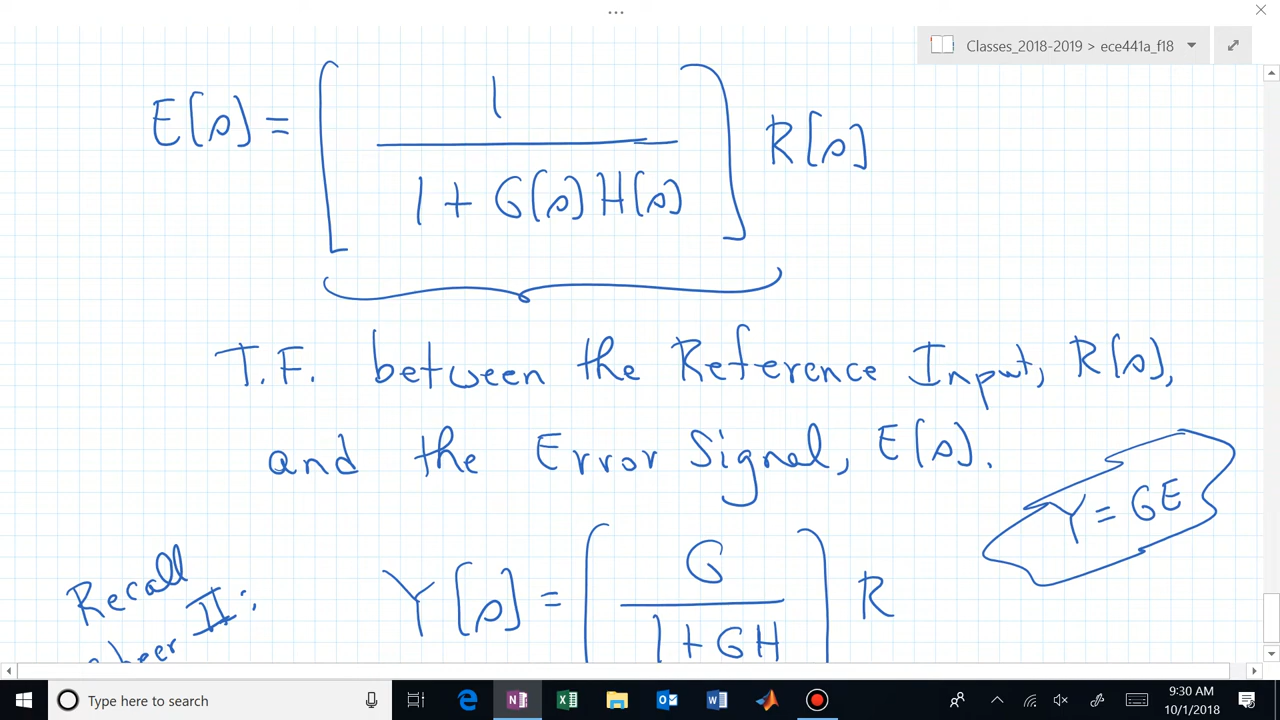 Classes_2018-2019 > ece441a_f18
E(s) = [ 1 / (1 + G(s)H(s)) ] R(s)
T.F. between the Reference Input, R(s),
and the Error Signal, E(s).
Y = GE
Recall
II:
Y(s) = [ G / (1 + GH) ] R
Type here to search
9:30 AM
10/1/2018